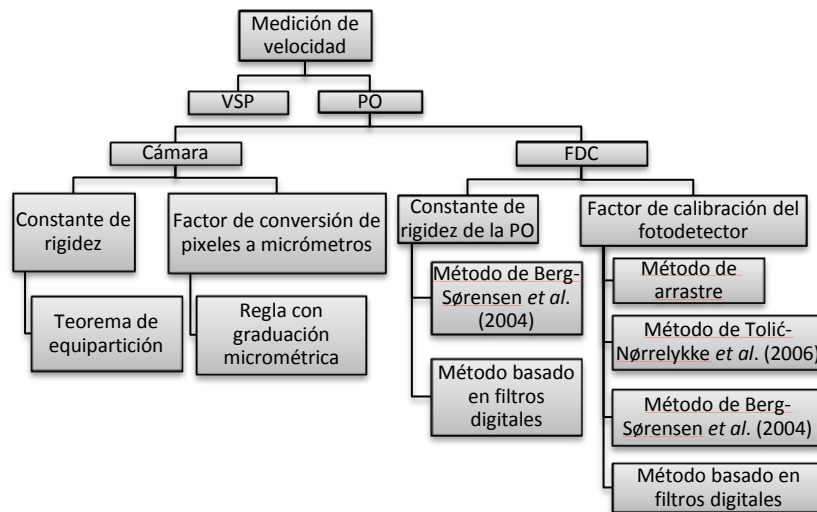 Medición de
velocidad
VSP
PO
Cámara
FDC
Constante de
rigidez
Factor de conversión de
pixeles a micrómetros
Teorema de
equipartición
Regla con
graduación
micrométrica
Constante de
rigidez de la PO
Factor de calibración del
fotodetector
Método de Berg-
Sørensen et al.
(2004)
Método basado
en filtros
digitales
Método de
arrastre
Método de Tolić-
Nørrelykke et al. (2006)
Método de Berg-
Sørensen et al. (2004)
Método basado en
filtros digitales